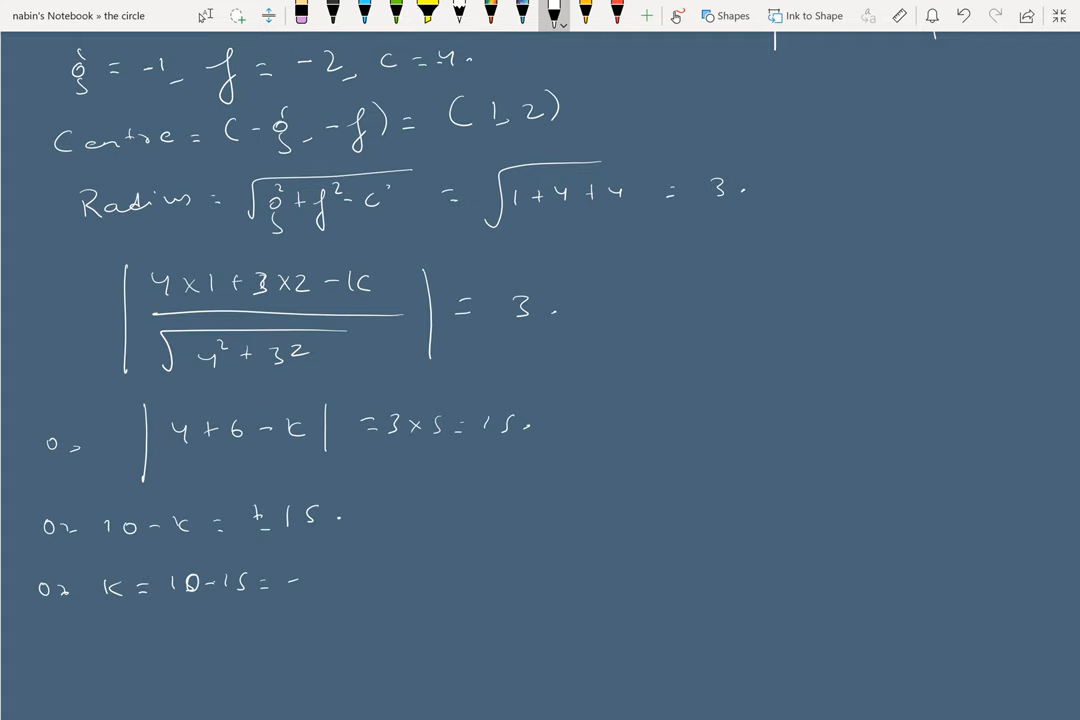 nabin's Notebook » the circle
Shapes
Ink to Shape
g = -1, f = -2, c = 4.
Centre = (-g, -f) = (1, 2)
Radius = √g²+f²-c = √1+4+4 = 3.
| 4×1+3×2-k / √4²+3² | = 3.
or | 4+6-k | = 3×5 = 15.
or 10-k = ±15.
or k = 10-15 = -